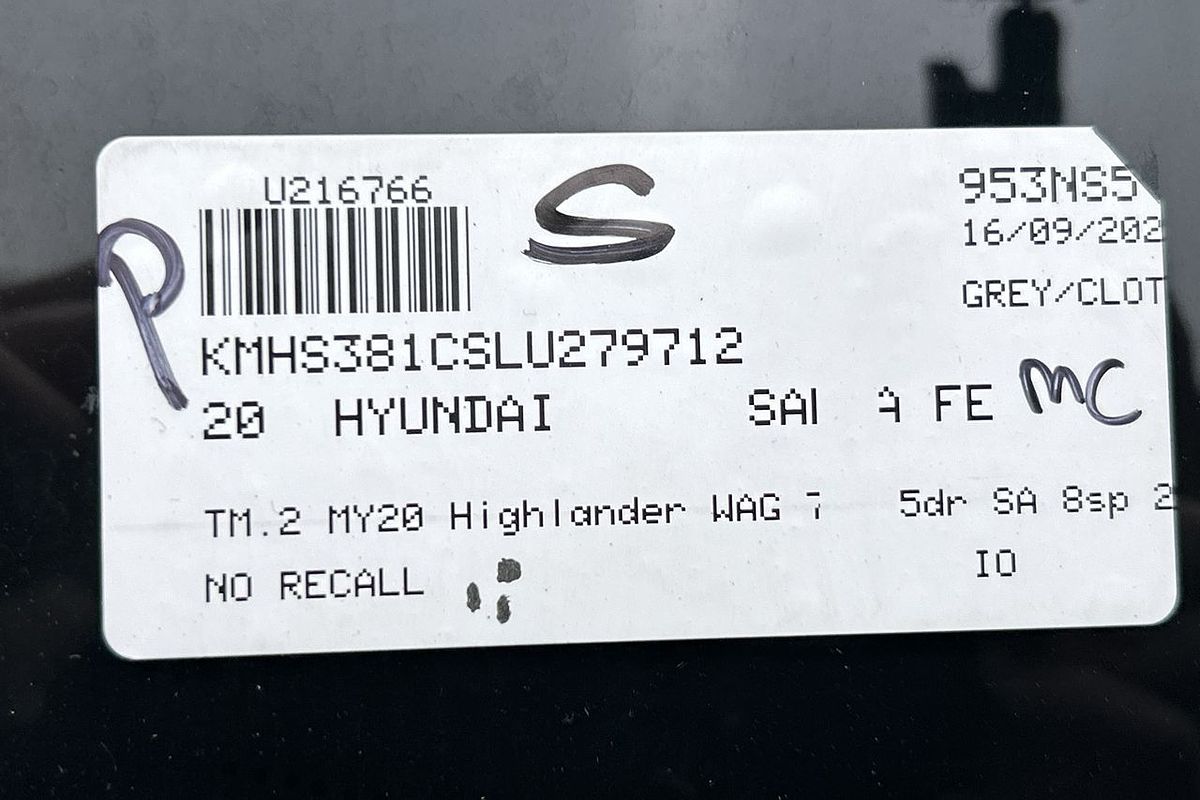 U216766
S
953NS5
16/09/202
P
GREY/CLOT
KMHS381CSLU279712
20 HYUNDAI SAI A FE MC
TM.2 MY20 Highlander WAG 7 5dr SA 8sp 2
NO RECALL
IO